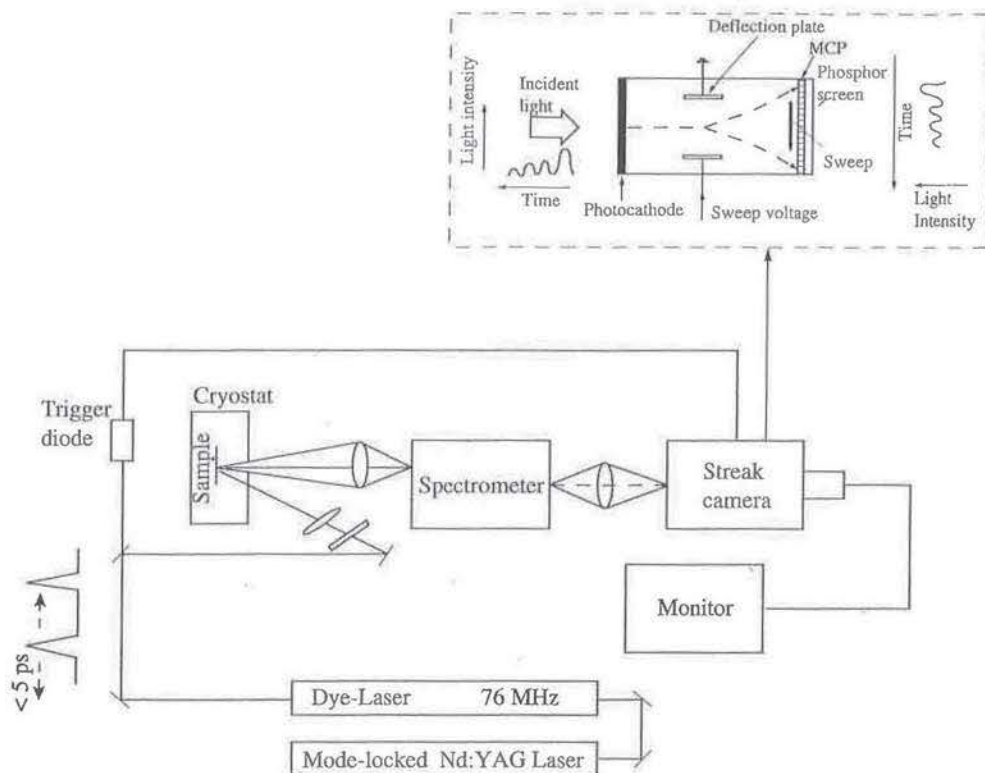 Deflection plate
MCP
Phosphor
screen
Incident
light
Light intensity
Time
Time
Sweep
Photocathode
Sweep voltage
Light
Intensity
Cryostat
Trigger
diode
Sample
Spectrometer
Streak
camera
Monitor
< 5 ps
Dye-Laser 76 MHz
Mode-locked Nd:YAG Laser